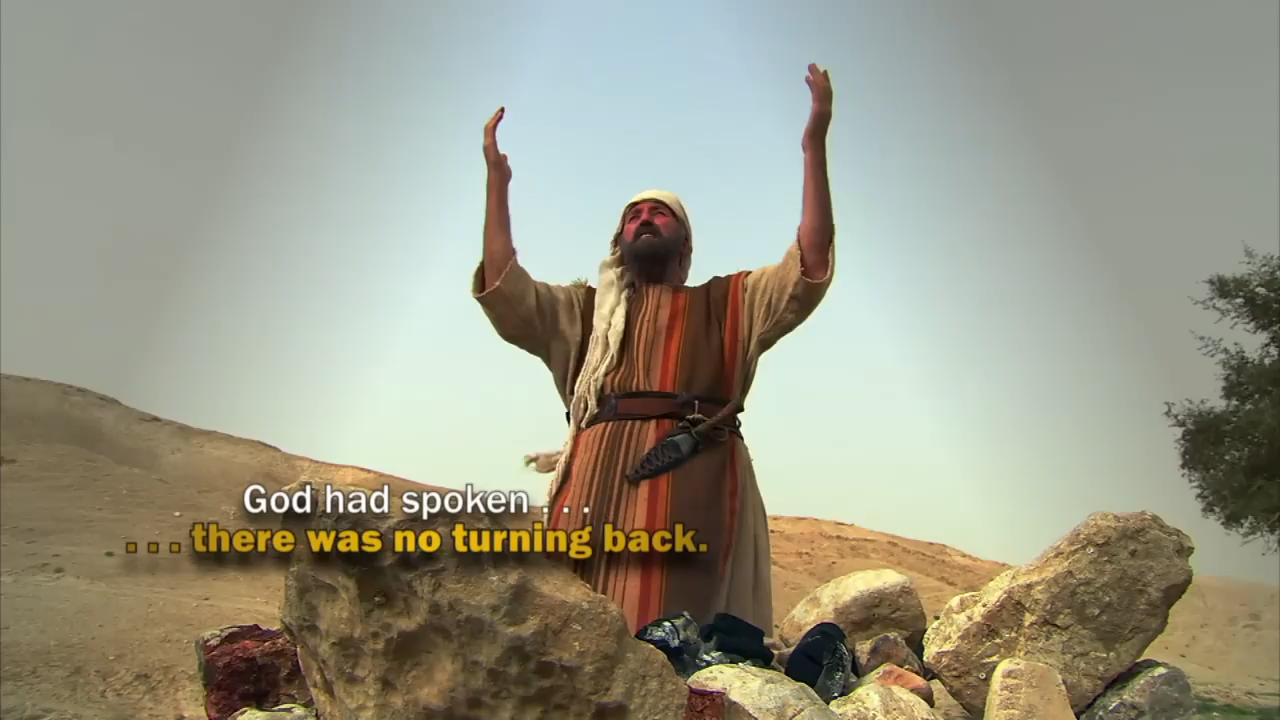 God had spoken . . .
. . . there was no turning back.